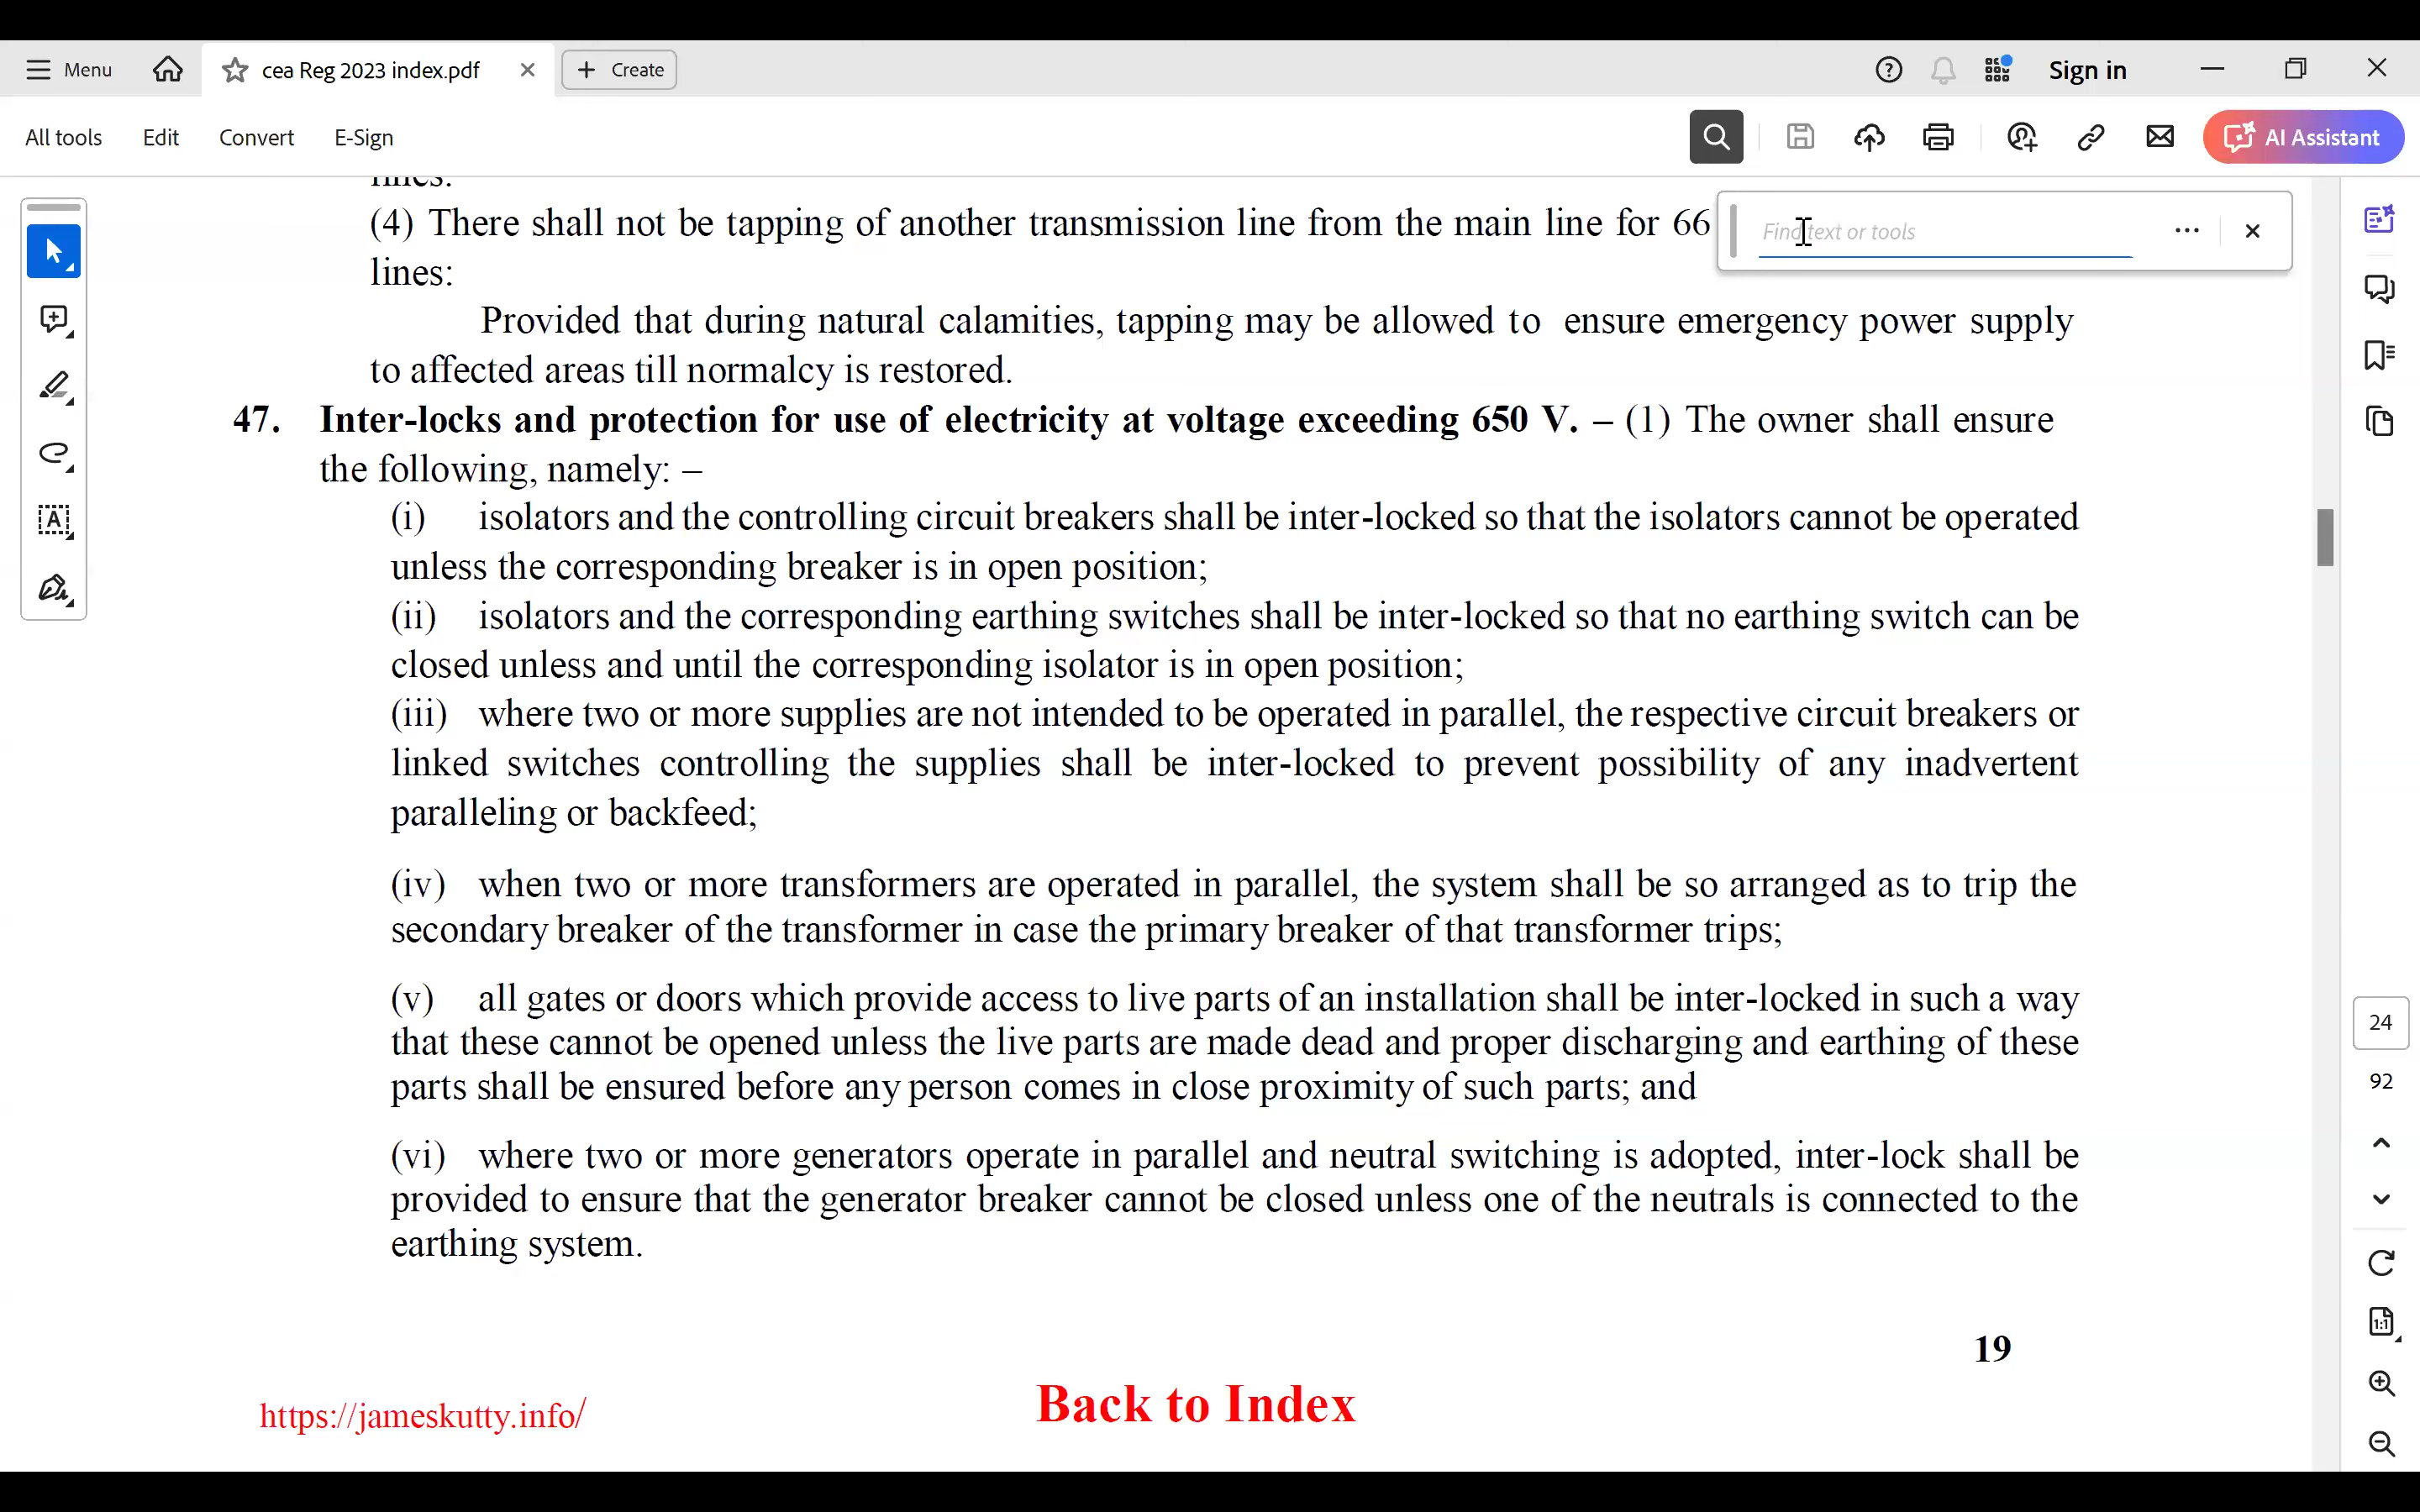 Menu
cea Reg 2023 index.pdf
Create
Sign in
All tools
Edit
Convert
E-Sign
AI Assistant
Find text or tools
lines:
(4) There shall not be tapping of another transmission line from the main line for 66
lines:
Provided that during natural calamities, tapping may be allowed to ensure emergency power supply
to affected areas till normalcy is restored.
47. Inter-locks and protection for use of electricity at voltage exceeding 650 V. – (1) The owner shall ensure
the following, namely: –
(i) isolators and the controlling circuit breakers shall be inter-locked so that the isolators cannot be operated
unless the corresponding breaker is in open position;
(ii) isolators and the corresponding earthing switches shall be inter-locked so that no earthing switch can be
closed unless and until the corresponding isolator is in open position;
(iii) where two or more supplies are not intended to be operated in parallel, the respective circuit breakers or
linked switches controlling the supplies shall be inter-locked to prevent possibility of any inadvertent
paralleling or backfeed;
(iv) when two or more transformers are operated in parallel, the system shall be so arranged as to trip the
secondary breaker of the transformer in case the primary breaker of that transformer trips;
(v) all gates or doors which provide access to live parts of an installation shall be inter-locked in such a way
that these cannot be opened unless the live parts are made dead and proper discharging and earthing of these
parts shall be ensured before any person comes in close proximity of such parts; and
(vi) where two or more generators operate in parallel and neutral switching is adopted, inter-lock shall be
provided to ensure that the generator breaker cannot be closed unless one of the neutrals is connected to the
earthing system.
19
https://jameskutty.info/
Back to Index
24
92
1:1